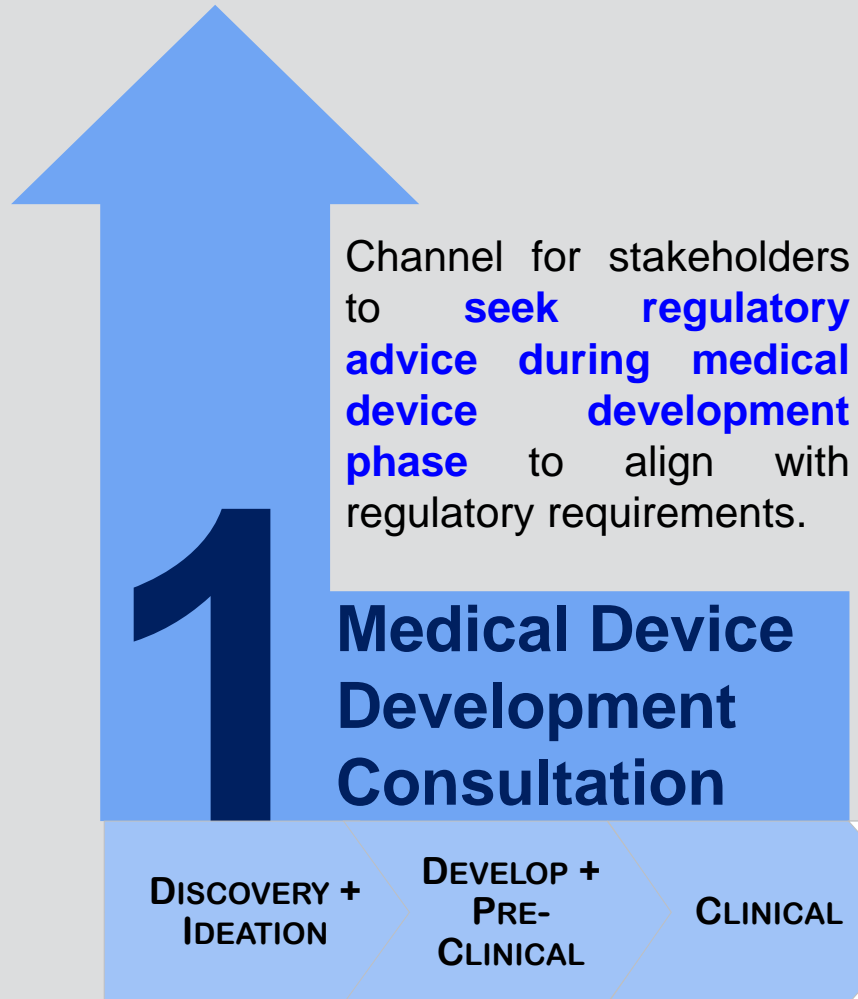 Channel for stakeholders
to seek regulatory
advice during medical
device development
phase to align with
regulatory requirements.
1
Medical Device
Development
Consultation
DISCOVERY +
IDEATION
DEVELOP +
PRE-
CLINICAL
CLINICAL